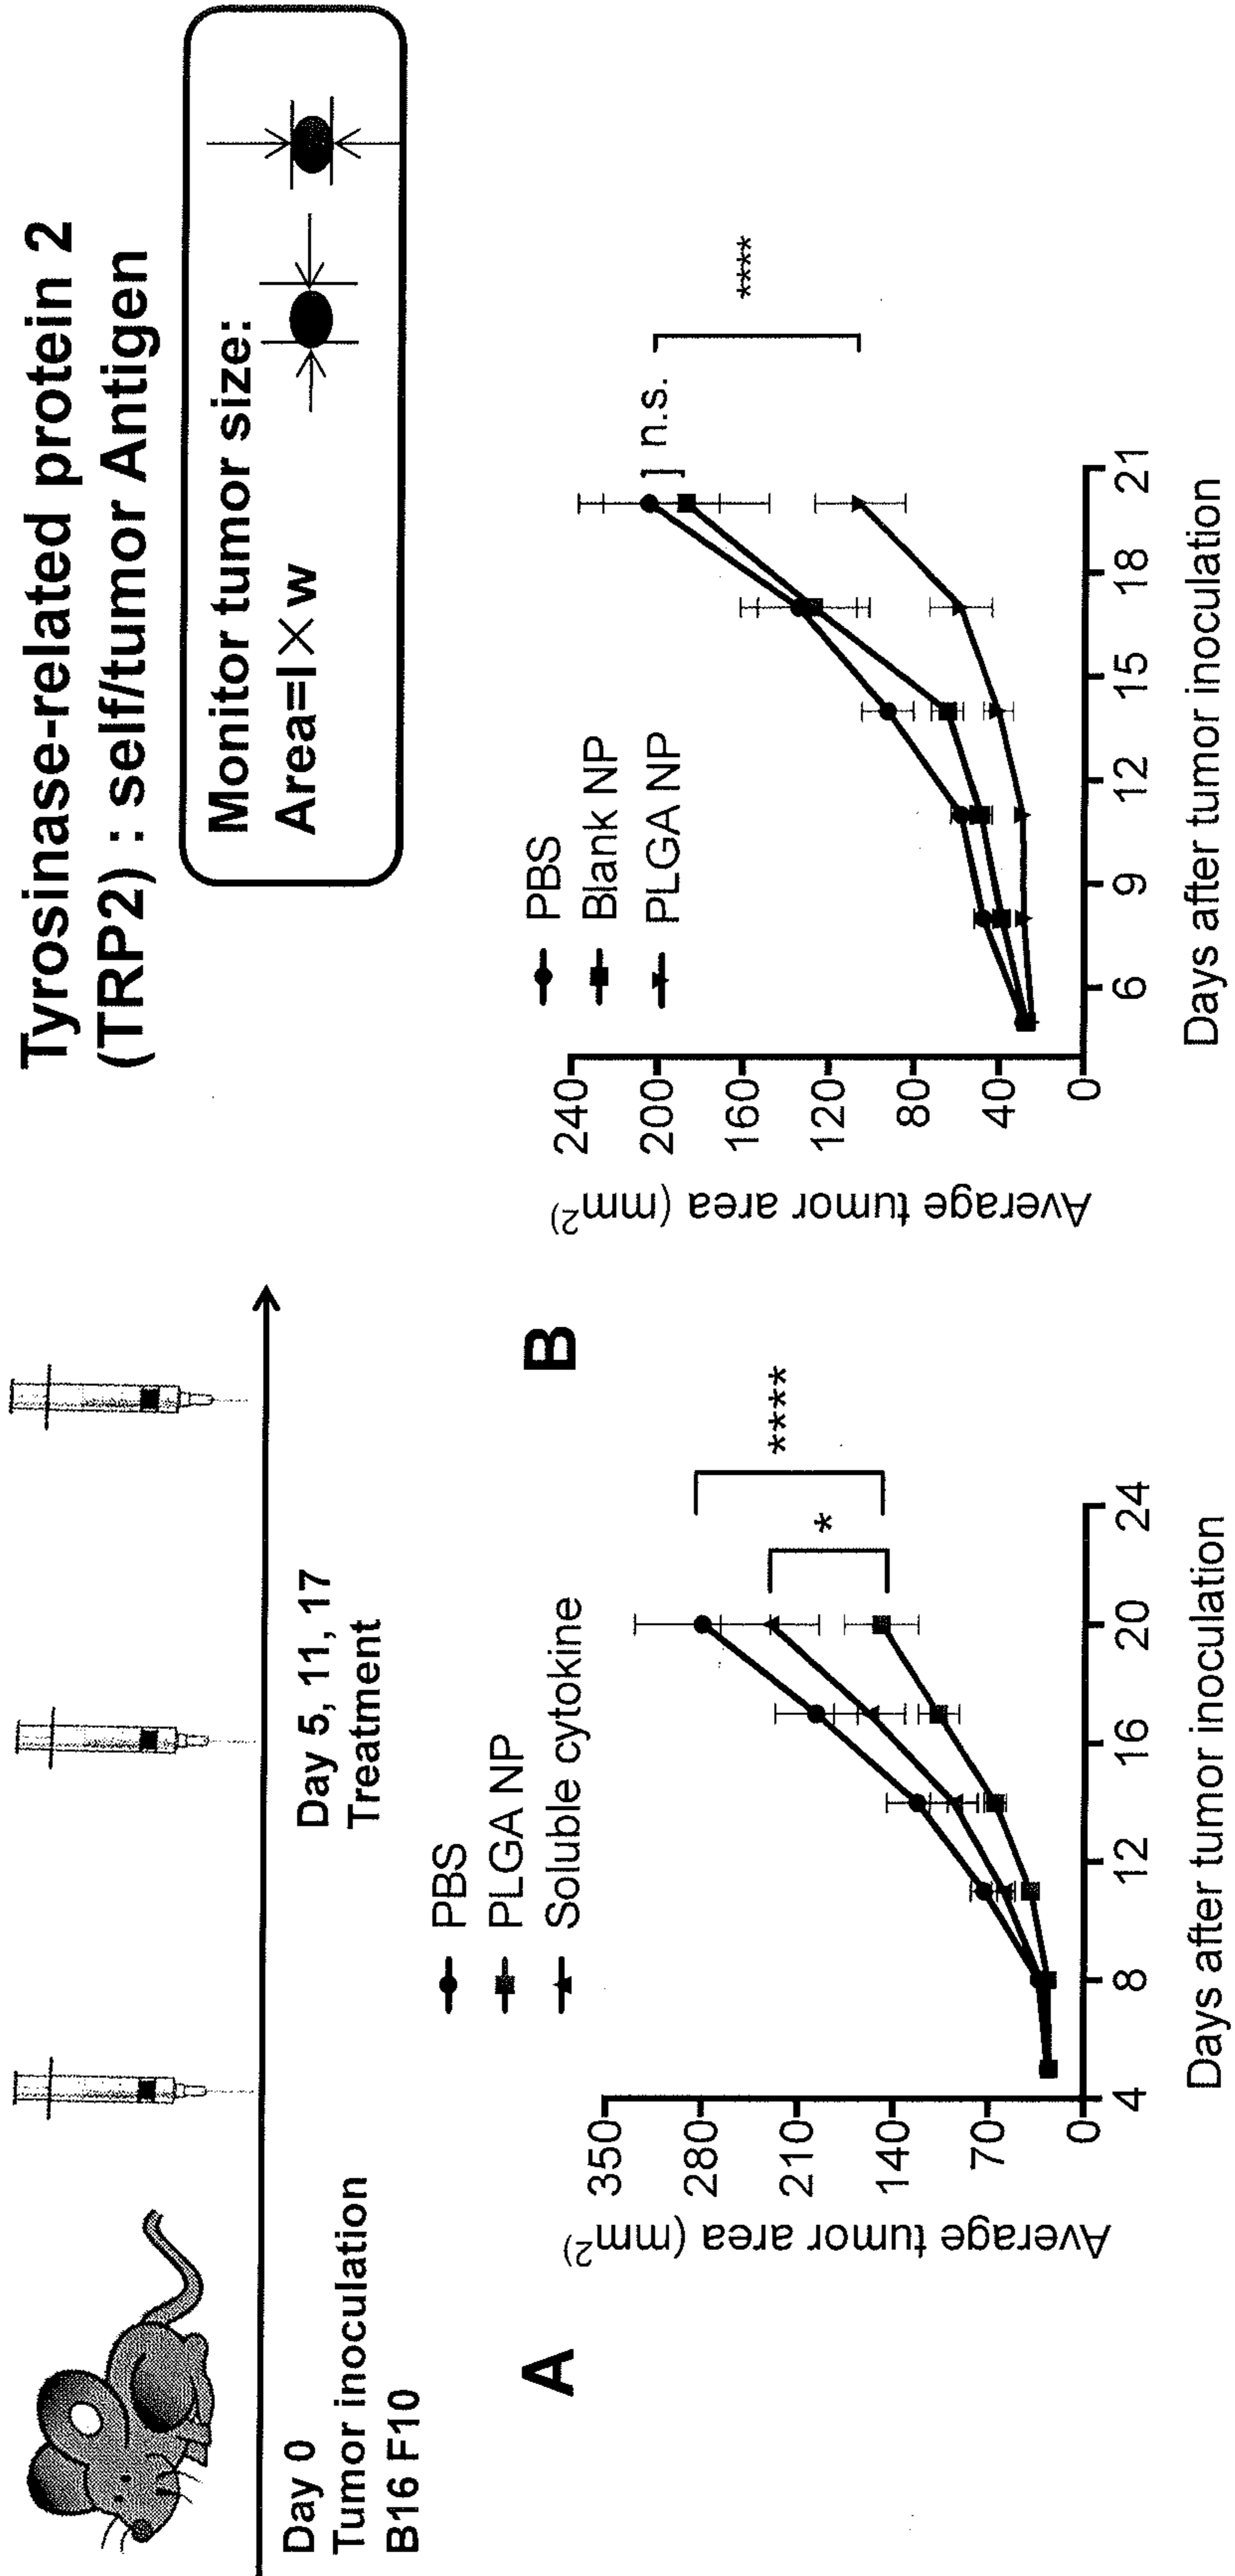 Tyrosinase-related protein 2
(TRP2) : self/tumor Antigen
Monitor tumor size:
Area=l×w
Day 0
Tumor inoculation
B16 F10
Day 5, 11, 17
Treatment
A
PBS
PLGA NP
Soluble cytokine
Average tumor area (mm2)
350
280
210
140
70
0
4
8
12
16
20
24
Days after tumor inoculation
*
****
B
PBS
Blank NP
PLGA NP
Average tumor area (mm2)
240
200
160
120
80
40
0
6
9
12
15
18
21
Days after tumor inoculation
] n.s.
****